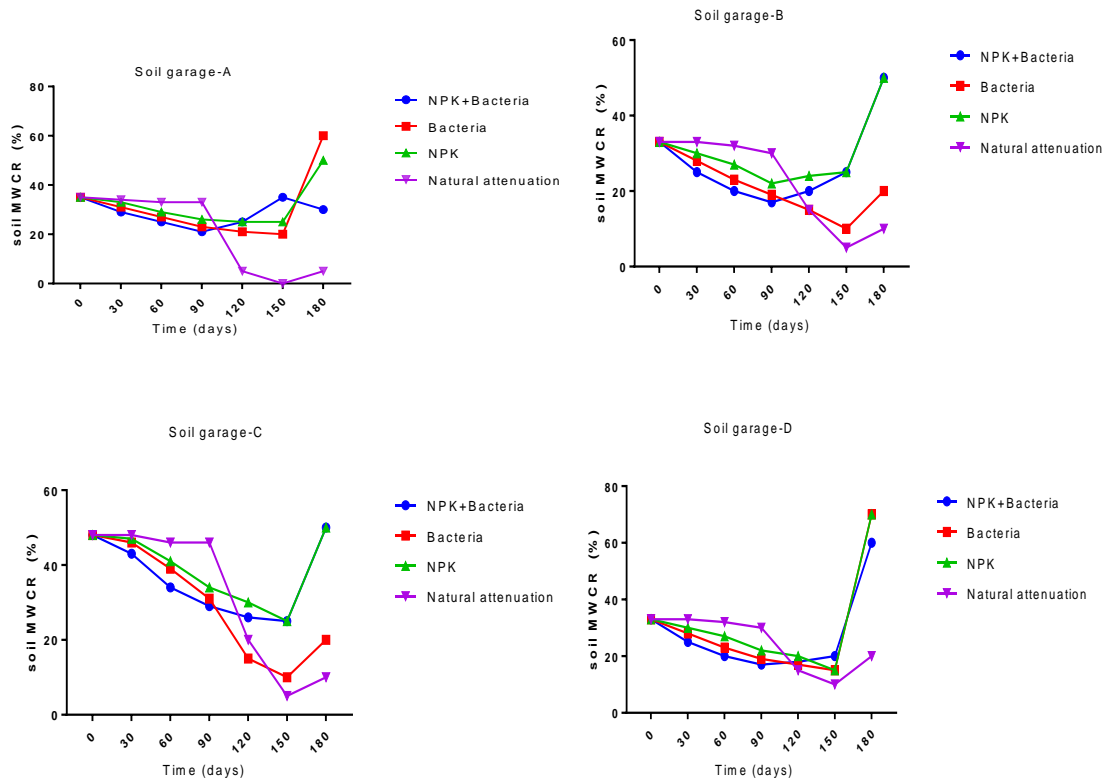 Soil garage-A
80
60
40
20
0
soil MWCR (%)
0 30 60 90 120 150 180
Time (days)
NPK+Bacteria
Bacteria
NPK
Natural attenuation
Soil garage-B
60
40
20
0
soil MWCR (%)
0 30 60 90 120 150 180
Time (days)
NPK+Bacteria
Bacteria
NPK
Natural attenuation
Soil garage-C
60
40
20
0
soil MWCR (%)
0 30 60 90 120 150 180
Time (days)
NPK+Bacteria
Bacteria
NPK
Natural attenuation
Soil garage-D
80
60
40
20
0
soil MWCR (%)
0 30 60 90 120 150 180
Time (days)
NPK+Bacteria
Bacteria
NPK
Natural attenuation